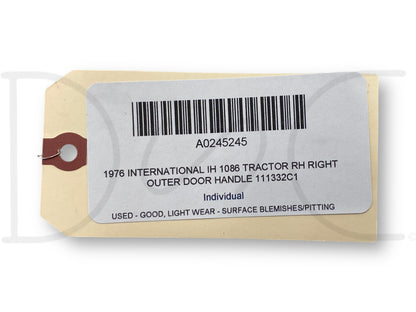 A0245245
1976 INTERNATIONAL IH 1086 TRACTOR RH RIGHT
OUTER DOOR HANDLE 111332C1
Individual
USED - GOOD, LIGHT WEAR - SURFACE BLEMISHES/PITTING